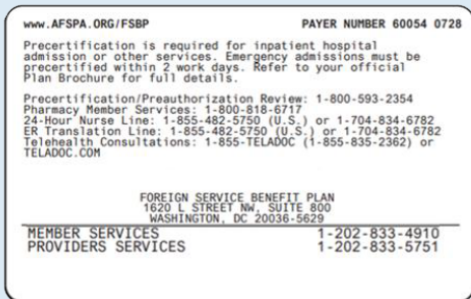 www.AFSPA.ORG/FSBP PAYER NUMBER 60054 0728
Precertification is required for inpatient hospital
admission or other services. Emergency admissions must be
precertified within 2 work days. Refer to your official
Plan Brochure for full details.
Precertification/Preauthorization Review: 1-800-593-2354
Pharmacy Member Services: 1-800-818-6717
24-Hour Nurse Line: 1-855-482-5750 (U.S.) or 1-704-834-6782
ER Translation Line: 1-855-482-5750 (U.S.) or 1-704-834-6782
Telehealth Consultations: 1-855-TELADOC (1-855-835-2362) or
TELADOC.COM
FOREIGN SERVICE BENEFIT PLAN
1620 L STREET NW, SUITE 800
WASHINGTON, DC 20036-5629
MEMBER SERVICES 1-202-833-4910
PROVIDERS SERVICES 1-202-833-5751